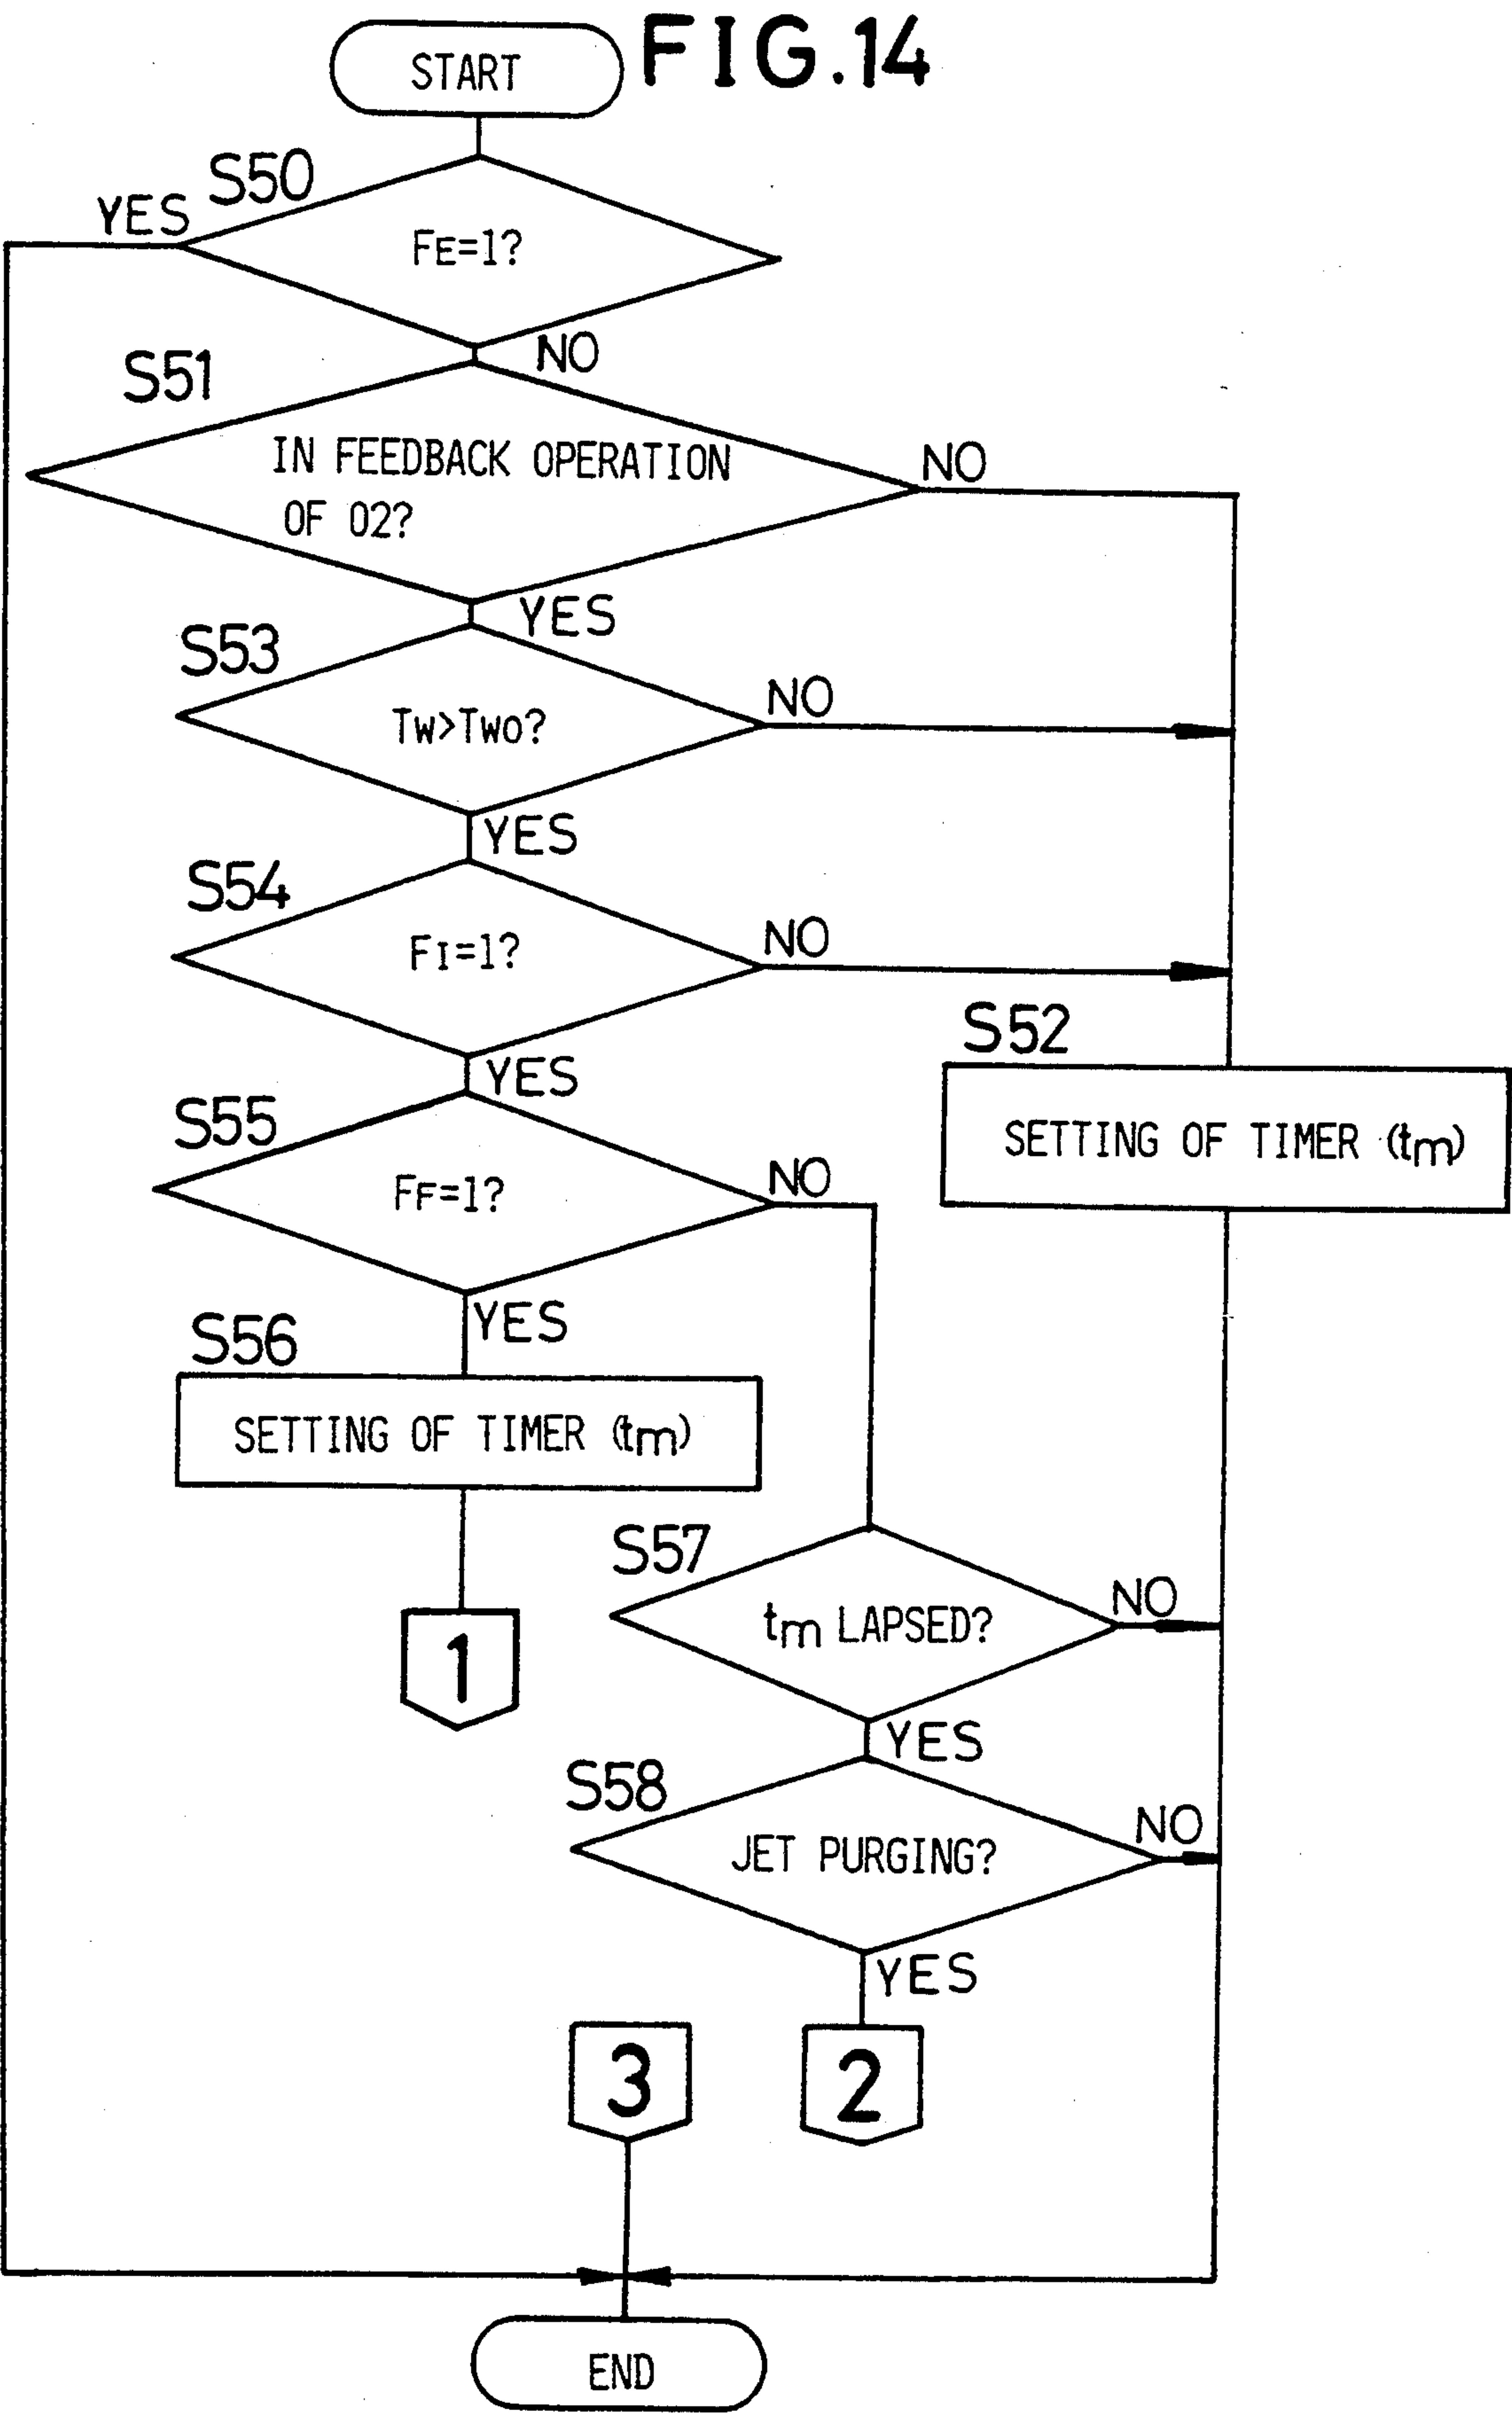 FIG.14
START
S50
YES
FE=1?
NO
S51
IN FEEDBACK OPERATION
OF O2?
NO
YES
S53
TW>TWO?
NO
YES
S54
FI=1?
NO
YES
S52
SETTING OF TIMER (tm)
S55
FF=1?
NO
YES
S56
SETTING OF TIMER (tm)
1
S57
tm LAPSED?
NO
YES
S58
JET PURGING?
NO
YES
3
2
END